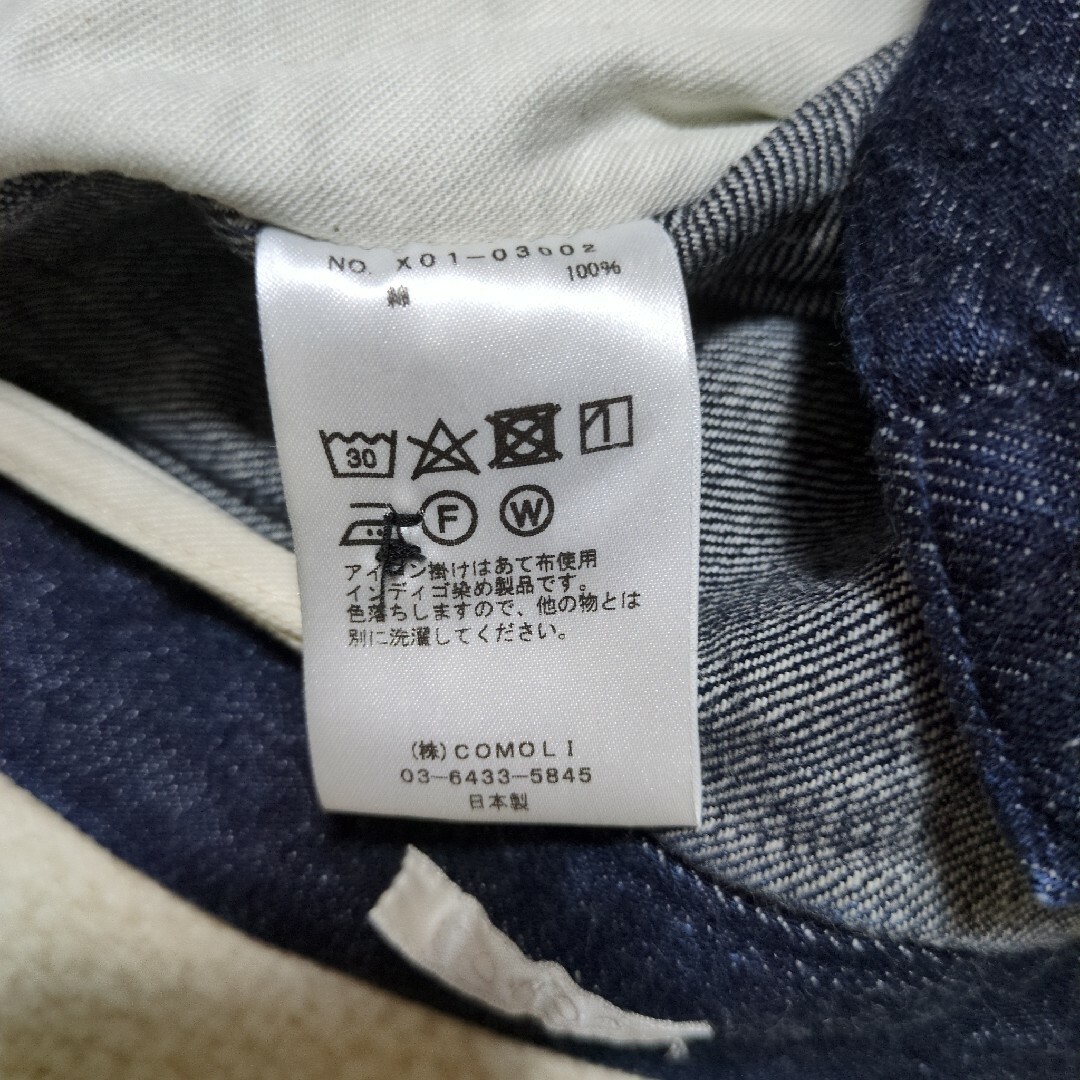 NO. X01-03002
綿 100%
30
F W
アイロン掛けはあて布使用
インディゴ染め製品です。
色落ちしますので、他の物とは
別に洗濯してください。
(株)COMOLI
03-6433-5845
日本製